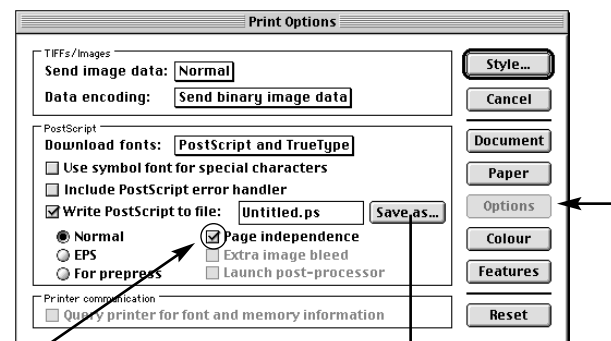 Print Options
TIFFs/Images
Send image data: Normal
Data encoding: Send binary image data
PostScript
Download fonts: PostScript and TrueType
Use symbol font for special characters
Include PostScript error handler
Write PostScript to file: Untitled.ps Save as...
Normal Page independence
EPS Extra image bleed
For prepress Launch post-processor
Printer communication
Query printer for font and memory information
Style...
Cancel
Document
Paper
Options
Colour
Features
Reset